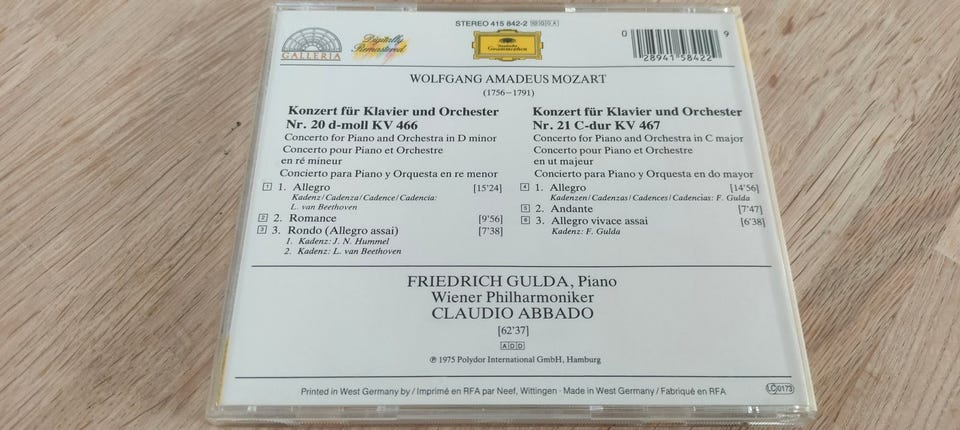 STEREO 415 842-2
GALLERIA
Digitally
Remastered
Deutsche
Grammophon
0
28941 58422
9
WOLFGANG AMADEUS MOZART
(1756–1791)
Konzert für Klavier und Orchester
Nr. 20 d-moll KV 466
Concerto for Piano and Orchestra in D minor
Concerto pour Piano et Orchestre
en ré mineur
Concierto para Piano y Orquesta en re menor
1 1. Allegro [15'24]
Kadenz/Cadenza/Cadence/Cadencia:
L. van Beethoven
2 2. Romance [9'56]
3 3. Rondo (Allegro assai) [7'38]
1. Kadenz: J. N. Hummel
2. Kadenz: L. van Beethoven
Konzert für Klavier und Orchester
Nr. 21 C-dur KV 467
Concerto for Piano and Orchestra in C major
Concerto pour Piano et Orchestre
en ut majeur
Concierto para Piano y Orquesta en do mayor
4 1. Allegro [14'56]
Kadenzen/Cadenzas/Cadences/Cadencias: F. Gulda
5 2. Andante [7'47]
6 3. Allegro vivace assai [6'38]
Kadenz: F. Gulda
FRIEDRICH GULDA, Piano
Wiener Philharmoniker
CLAUDIO ABBADO
[62'37]
ADD
℗ 1975 Polydor International GmbH, Hamburg
Printed in West Germany by / Imprimé en RFA par Neef, Wittingen · Made in West Germany / Fabriqué en RFA
LC 0173